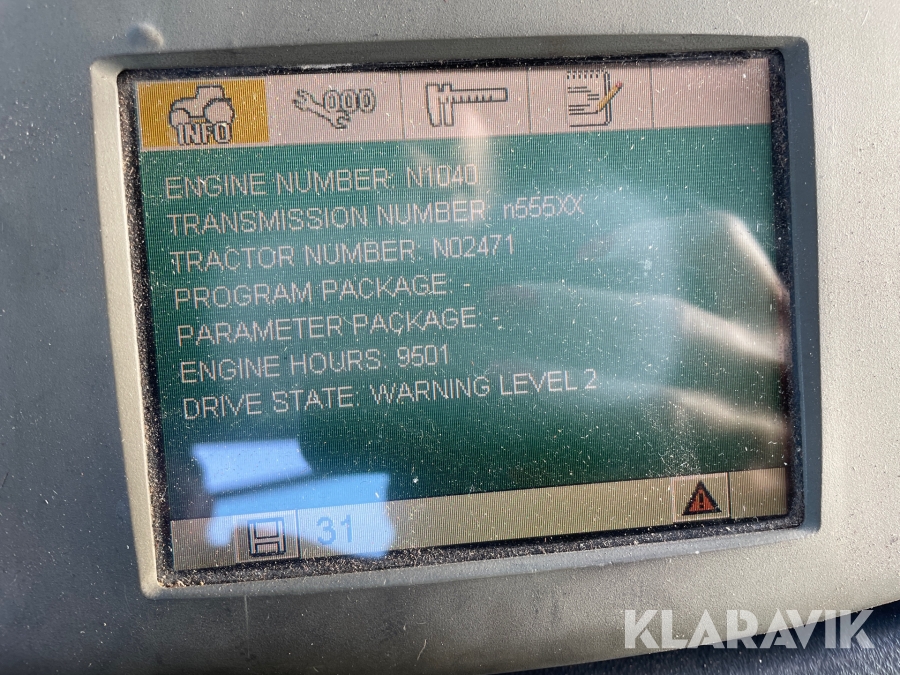 INFO
000
ENGINE NUMBER: N1040
TRANSMISSION NUMBER: n555XX
TRACTOR NUMBER: N02471
PROGRAM PACKAGE: -
PARAMETER PACKAGE: -
ENGINE HOURS: 9501
DRIVE STATE: WARNING LEVEL 2
31
KLARAVIK